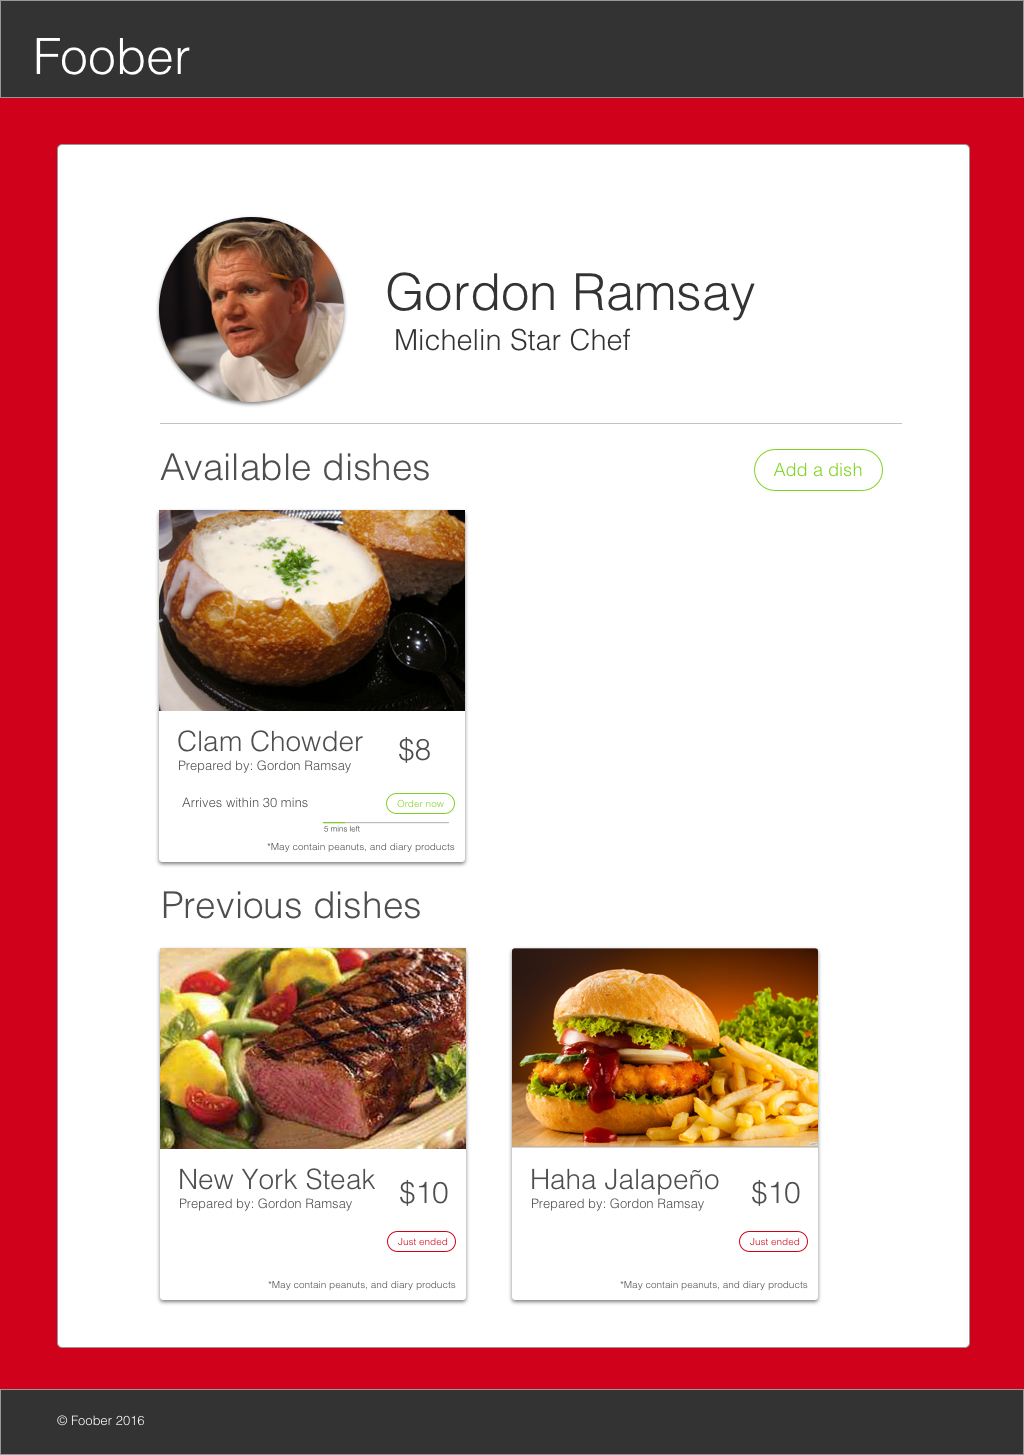 Foober
Gordon Ramsay
Michelin Star Chef
Available dishes
Add a dish
Clam Chowder
$8
Prepared by: Gordon Ramsay
Arrives within 30 mins
Order now
5 mins left
*May contain peanuts, and diary products
Previous dishes
New York Steak
$10
Prepared by: Gordon Ramsay
Just ended
*May contain peanuts, and diary products
Haha Jalapeño
$10
Prepared by: Gordon Ramsay
Just ended
*May contain peanuts, and diary products
© Foober 2016